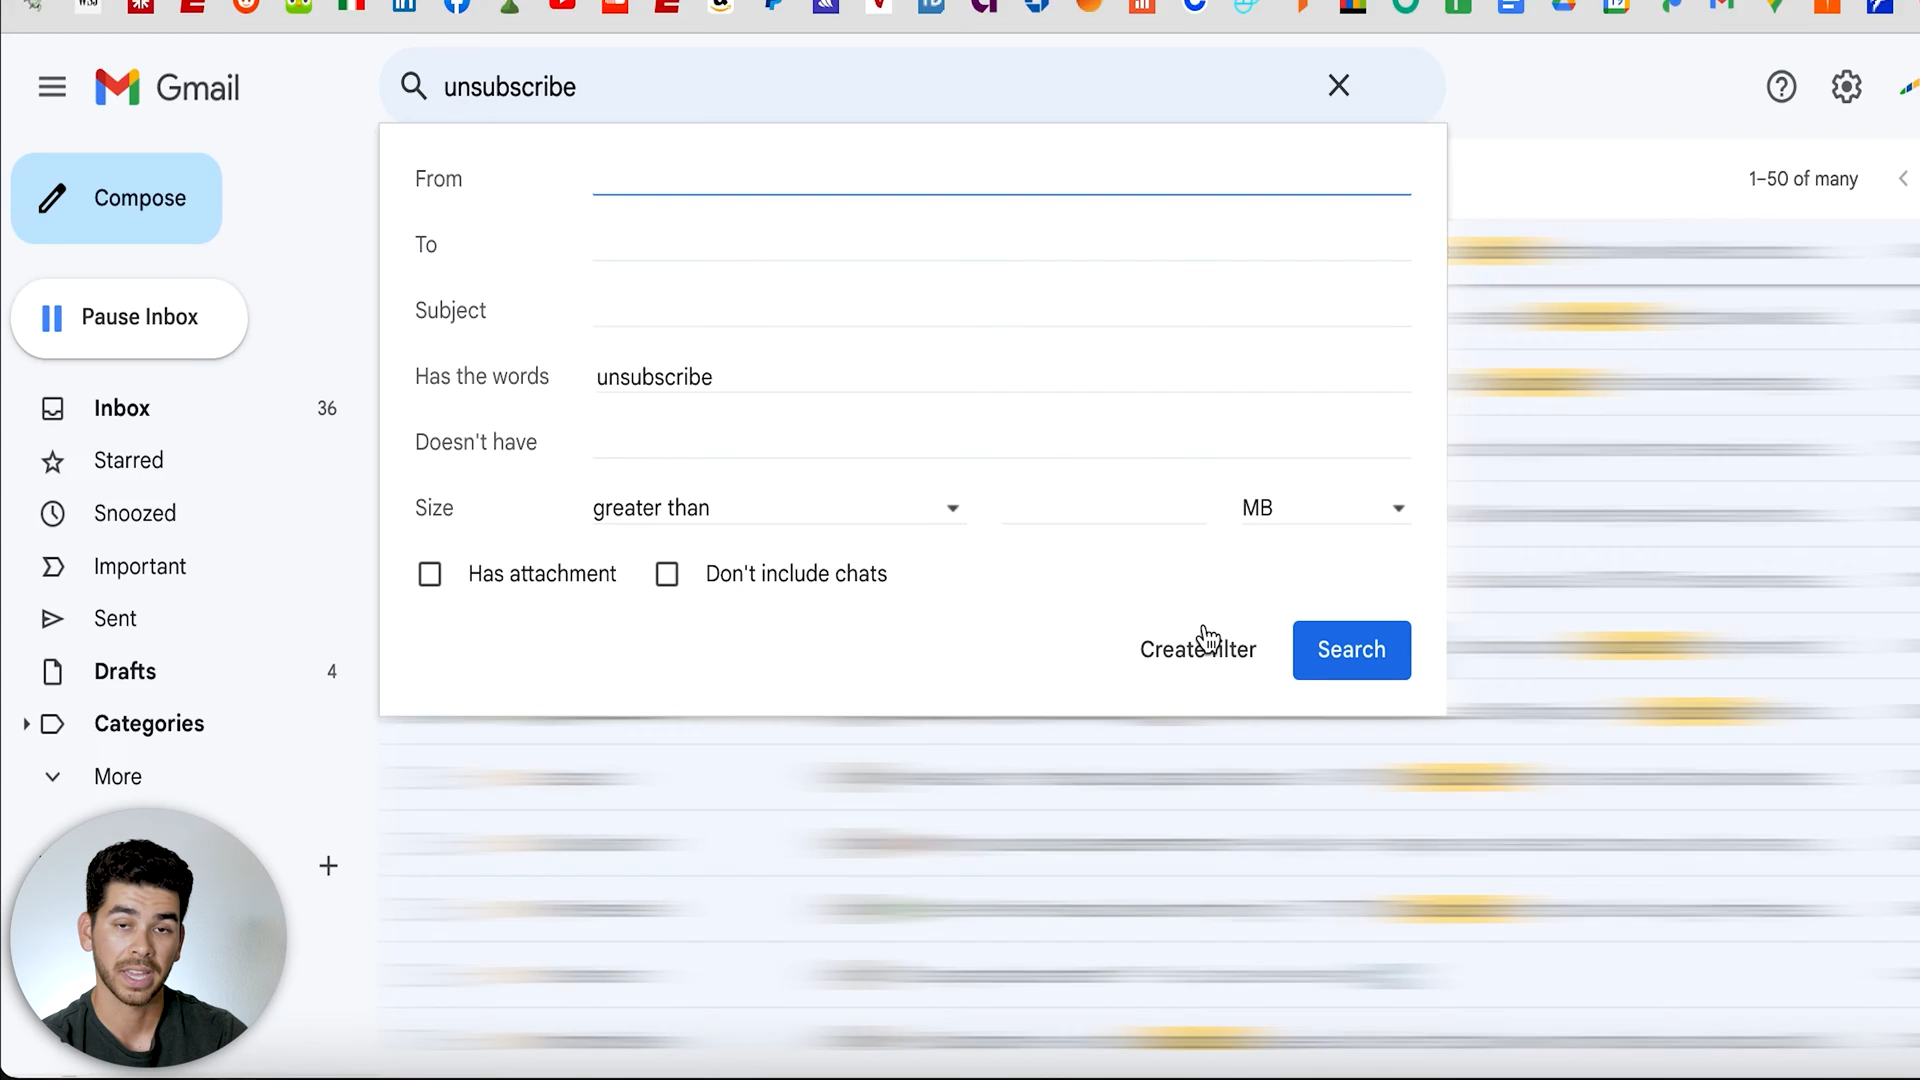 Gmail
unsubscribe
Compose
Pause Inbox
Inbox 36
Starred
Snoozed
Important
Sent
Drafts 4
Categories
More
From
To
Subject
Has the words unsubscribe
Doesn't have
Size greater than MB
Has attachment Don't include chats
Create filter Search
1–50 of many